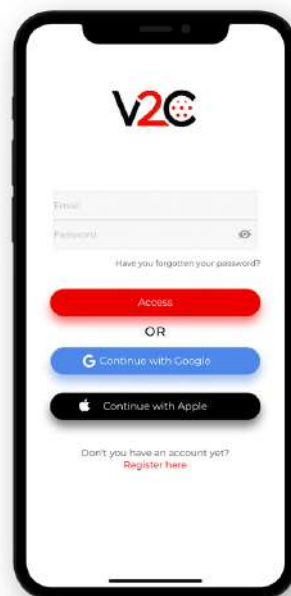 V2C
Email
Password
Have you forgotten your password?
Access
OR
Continue with Google
Continue with Apple
Don't you have an account yet?
Register here